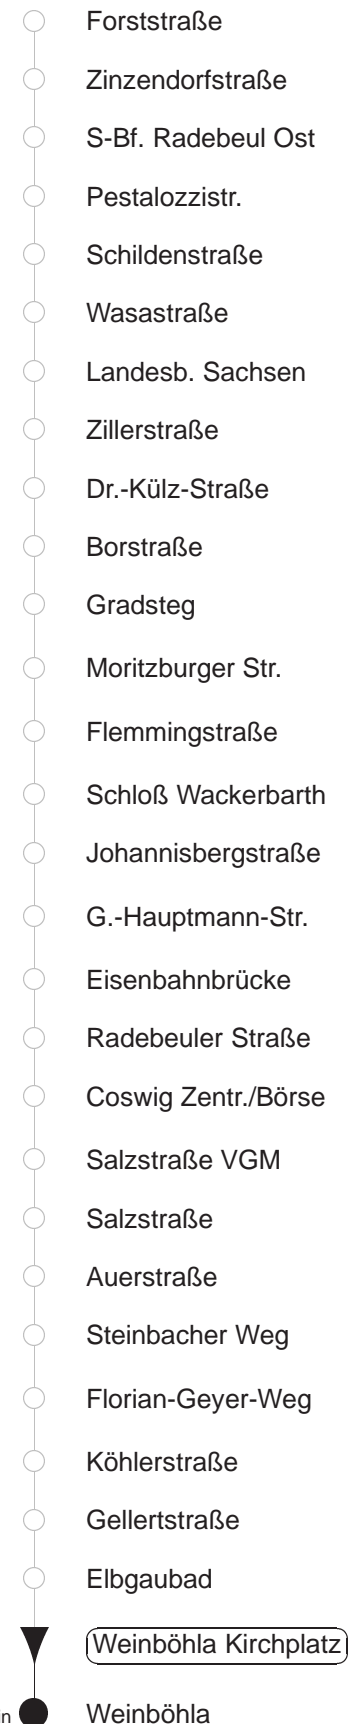 Forststraße
Zinzendorfstraße
S-Bf. Radebeul Ost
Pestalozzistr.
Schildenstraße
Wasastraße
Landesb. Sachsen
Zillerstraße
Dr.-Külz-Straße
Borstraße
Gradsteg
Moritzburger Str.
Flemmingstraße
Schloß Wackerbarth
Johannisbergstraße
G.-Hauptmann-Str.
Eisenbahnbrücke
Radebeuler Straße
Coswig Zentr./Börse
Salzstraße VGM
Salzstraße
Auerstraße
Steinbacher Weg
Florian-Geyer-Weg
Köhlerstraße
Gellertstraße
Elbgaubad
Weinböhla Kirchplatz
Weinböhla